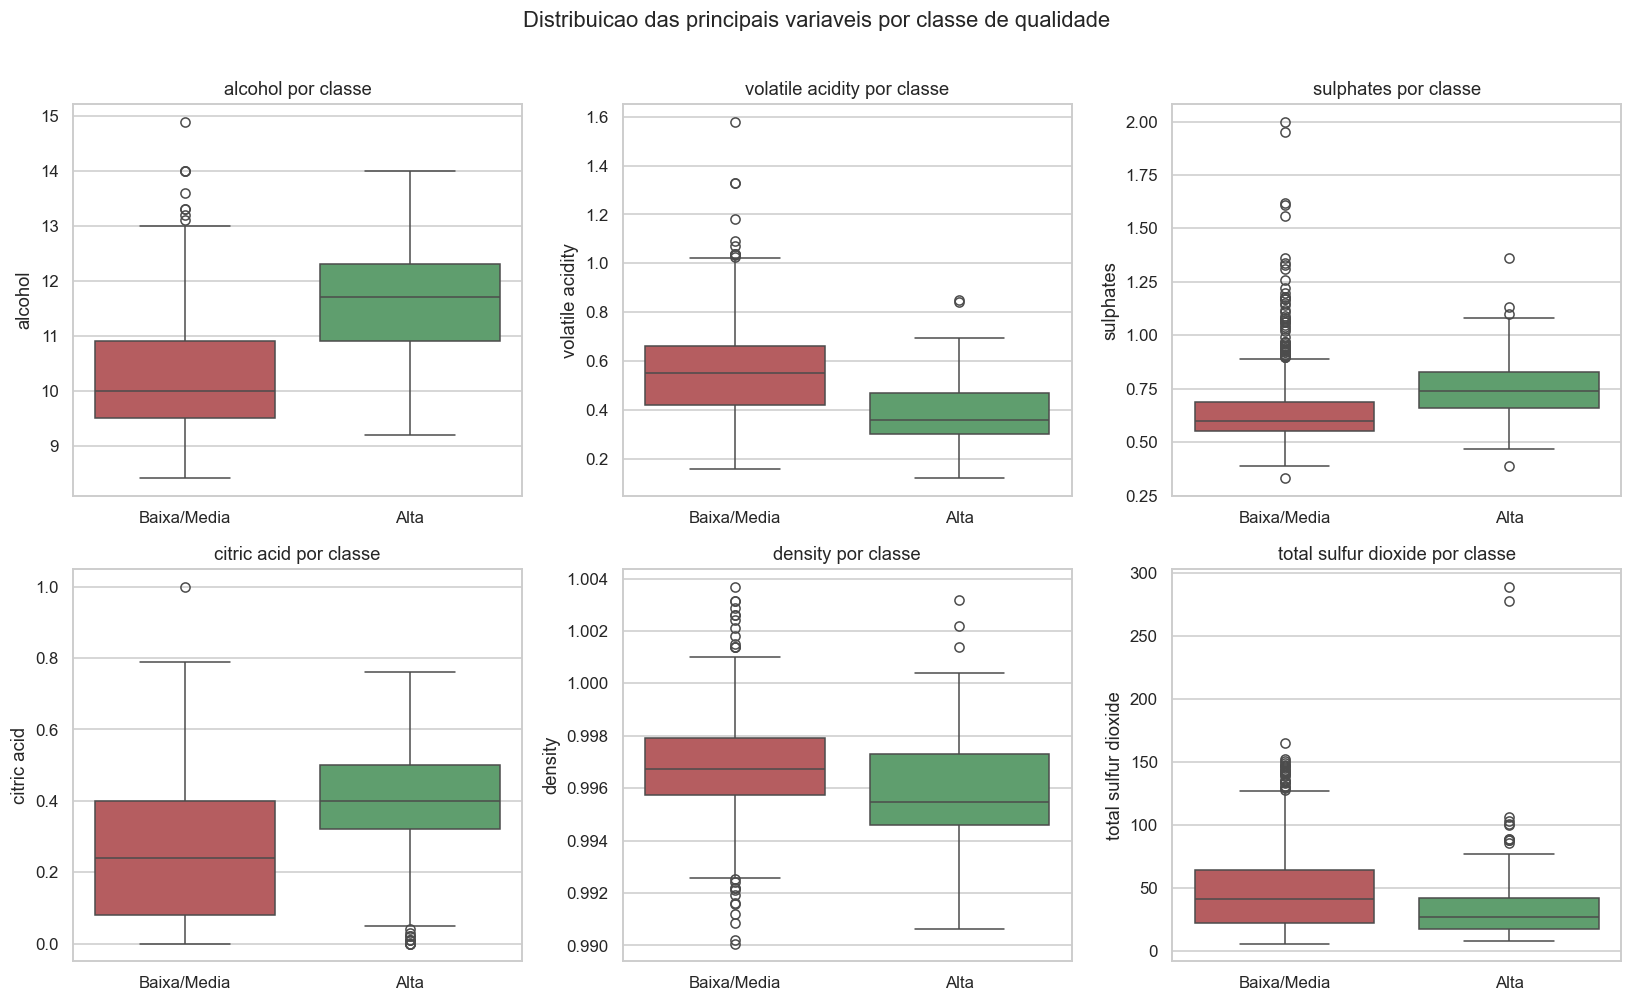 Distribuicao das principais variaveis por classe de qualidade
alcohol por classe
15
14
13
12
11
10
9
alcohol
Baixa/Media
Alta
volatile acidity por classe
1.6
1.4
1.2
1.0
0.8
0.6
0.4
0.2
volatile acidity
Baixa/Media
Alta
sulphates por classe
2.00
1.75
1.50
1.25
1.00
0.75
0.50
0.25
sulphates
Baixa/Media
Alta
citric acid por classe
1.0
0.8
0.6
0.4
0.2
0.0
citric acid
Baixa/Media
Alta
density por classe
1.004
1.002
1.000
0.998
0.996
0.994
0.992
0.990
density
Baixa/Media
Alta
total sulfur dioxide por classe
300
250
200
150
100
50
0
total sulfur dioxide
Baixa/Media
Alta